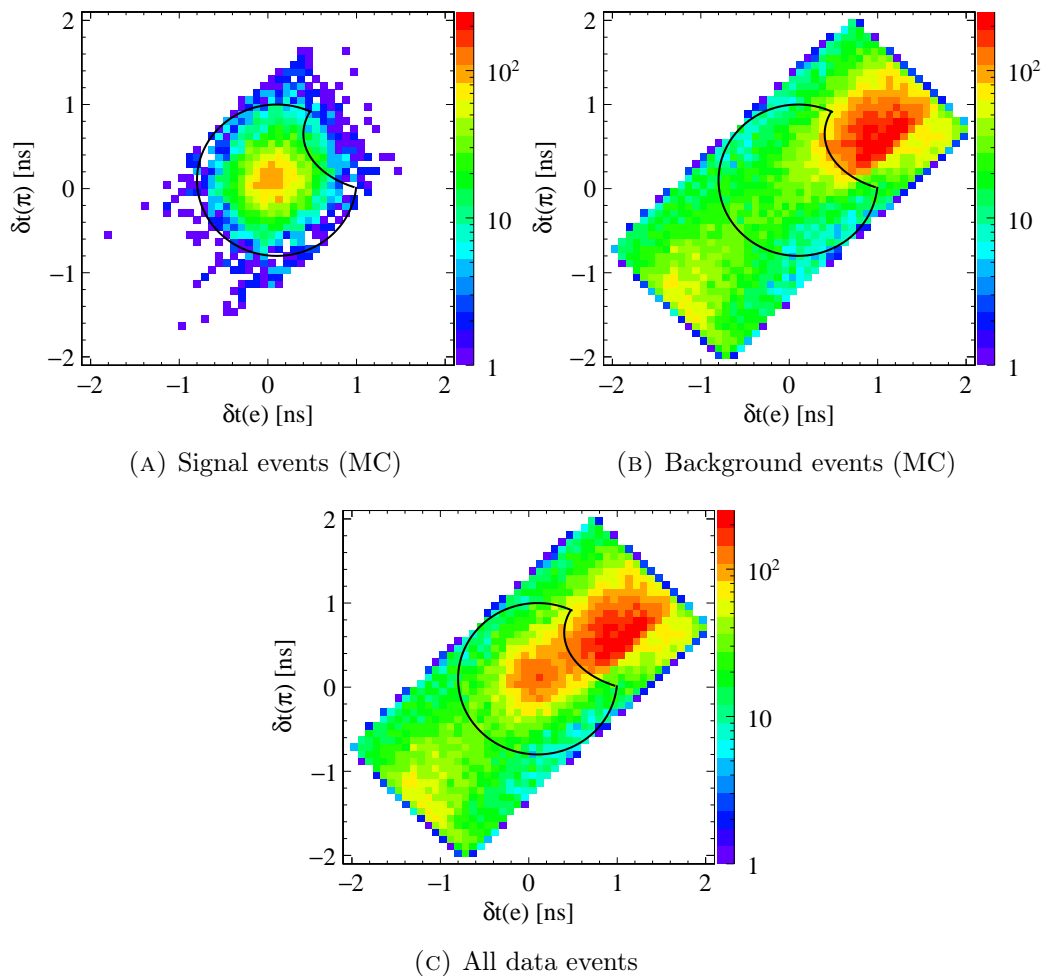 2
1
0
−1
−2
δt(π) [ns]
−2 −1 0 1 2
δt(e) [ns]
10²
10
1
(A) Signal events (MC)
2
1
0
−1
−2
δt(π) [ns]
−2 −1 0 1 2
δt(e) [ns]
10²
10
1
(B) Background events (MC)
2
1
0
−1
−2
δt(π) [ns]
−2 −1 0 1 2
δt(e) [ns]
10²
10
1
(C) All data events